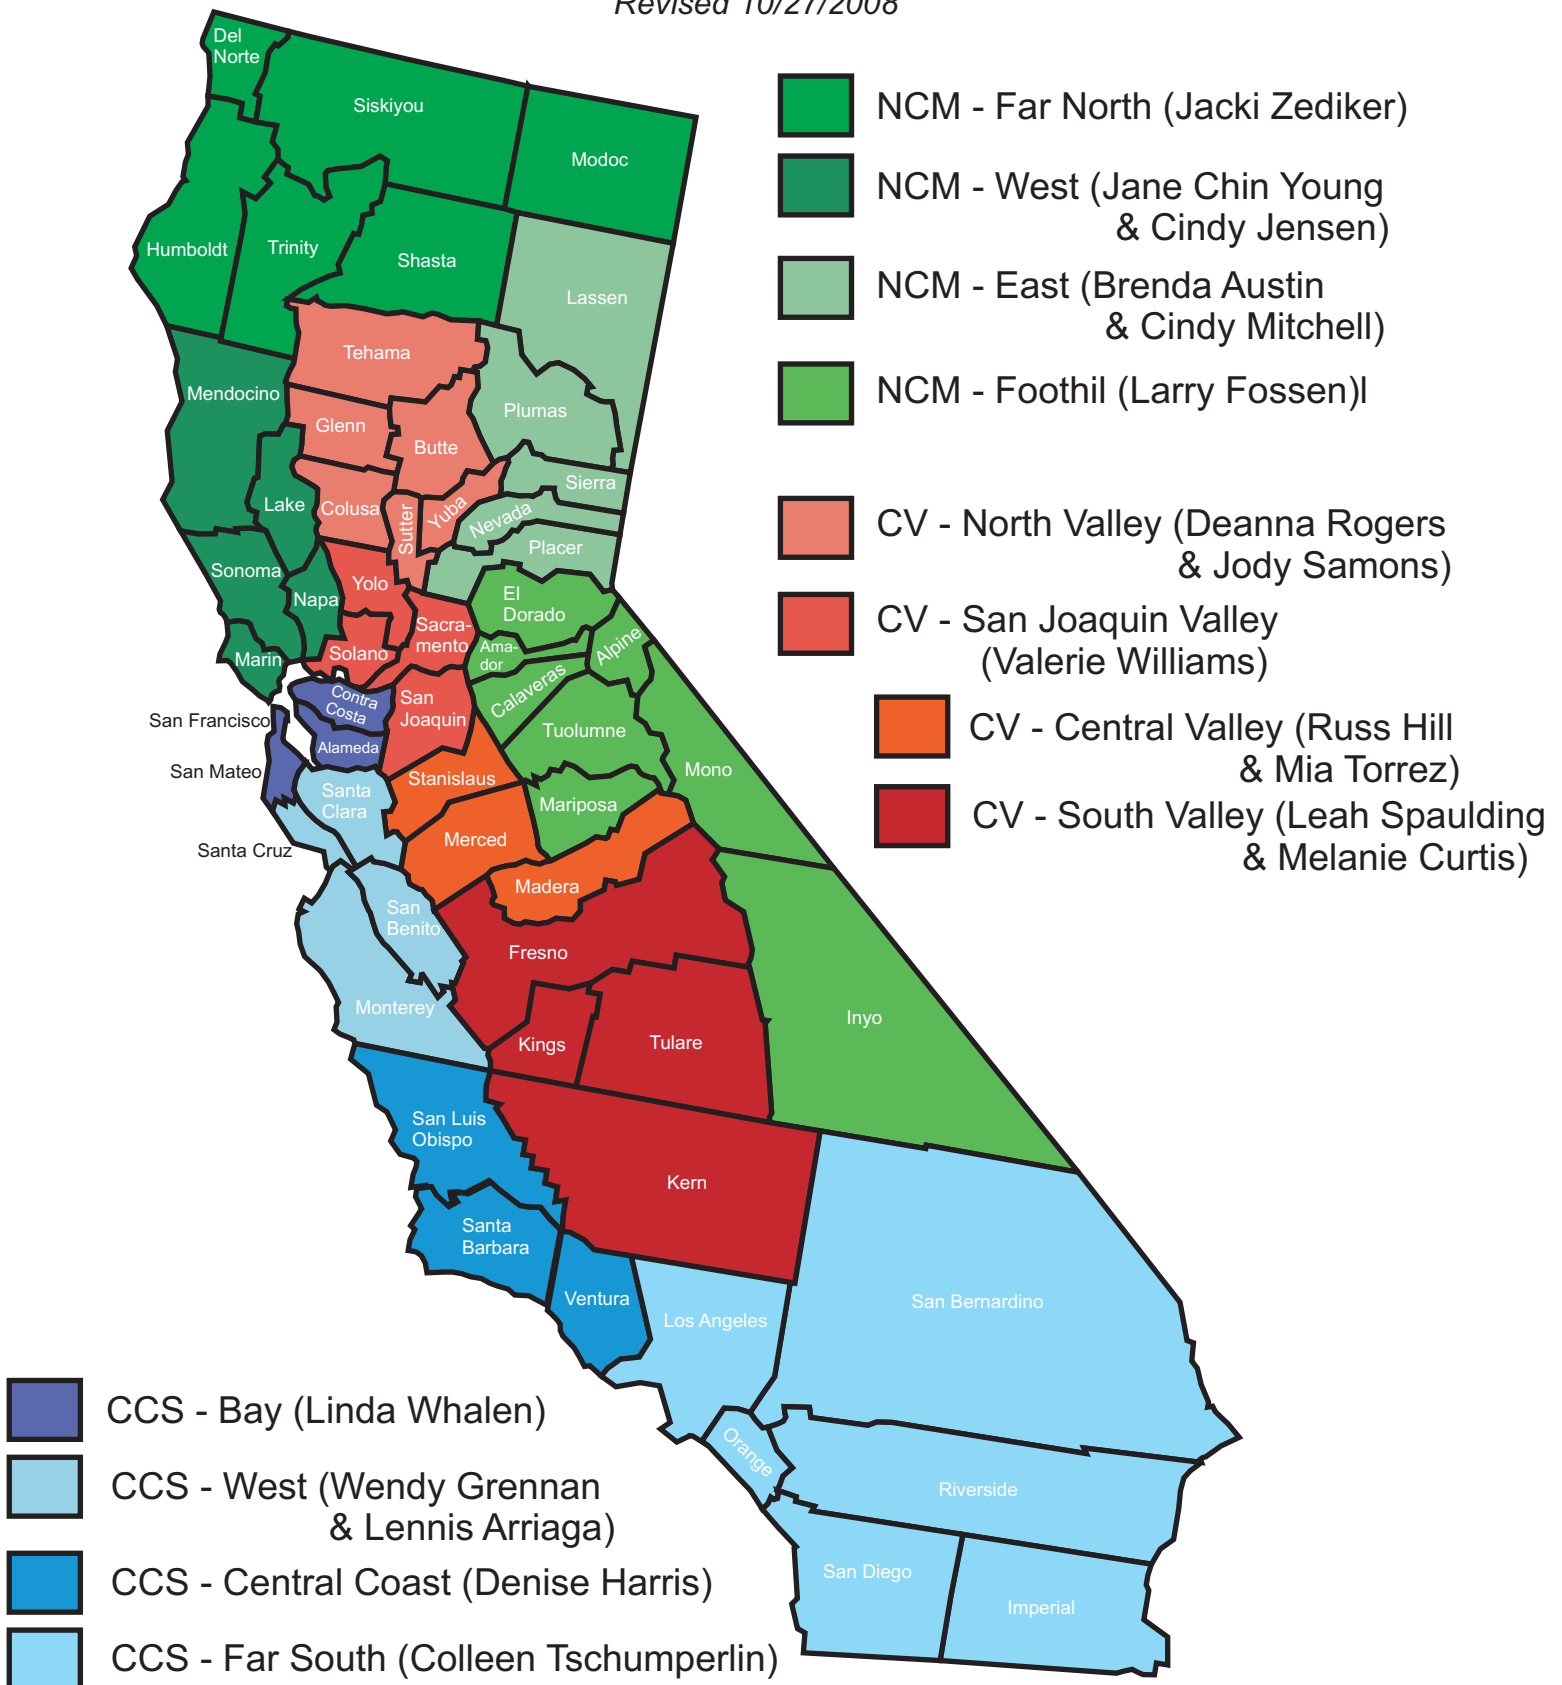 Revised 10/27/2008
Del
Norte
Siskiyou
Modoc
Humboldt
Trinity
Shasta
Lassen
Tehama
Mendocino
Plumas
Glenn
Butte
Sierra
Lake
Colusa
Sutter
Yuba
Nevada
Placer
Sonoma
Yolo
Napa
El
Dorado
Sacra-
mento
Ama-
dor
Alpine
Marin
Solano
Calaveras
Contra
Costa
San
Joaquin
San Francisco
Tuolumne
Alameda
San Mateo
Mono
Stanislaus
Santa
Clara
Mariposa
Merced
Santa Cruz
Madera
San
Benito
Fresno
Monterey
Inyo
Kings
Tulare
San Luis
Obispo
Kern
Santa
Barbara
Ventura
Los Angeles
San Bernardino
Orange
Riverside
San Diego
Imperial
NCM - Far North (Jacki Zediker)
NCM - West (Jane Chin Young
& Cindy Jensen)
NCM - East (Brenda Austin
& Cindy Mitchell)
NCM - Foothil (Larry Fossen)l
CV - North Valley (Deanna Rogers
& Jody Samons)
CV - San Joaquin Valley
(Valerie Williams)
CV - Central Valley (Russ Hill
& Mia Torrez)
CV - South Valley (Leah Spaulding
& Melanie Curtis)
CCS - Bay (Linda Whalen)
CCS - West (Wendy Grennan
& Lennis Arriaga)
CCS - Central Coast (Denise Harris)
CCS - Far South (Colleen Tschumperlin)